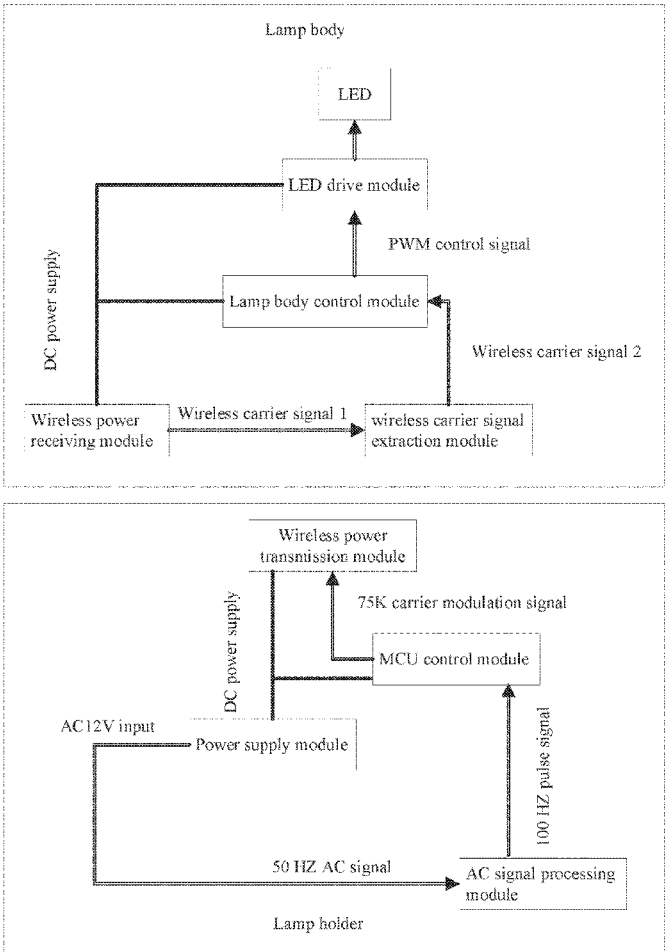 Lamp body
LED
LED drive module
PWM control signal
DC power supply
Lamp body control module
Wireless carrier signal 2
Wireless power
receiving module
Wireless carrier signal 1
wireless carrier signal
extraction module
Wireless power
transmission module
75K carrier modulation signal
DC power supply
MCU control module
AC12V input
Power supply module
100 HZ pulse signal
50 HZ AC signal
AC signal processing
module
Lamp holder